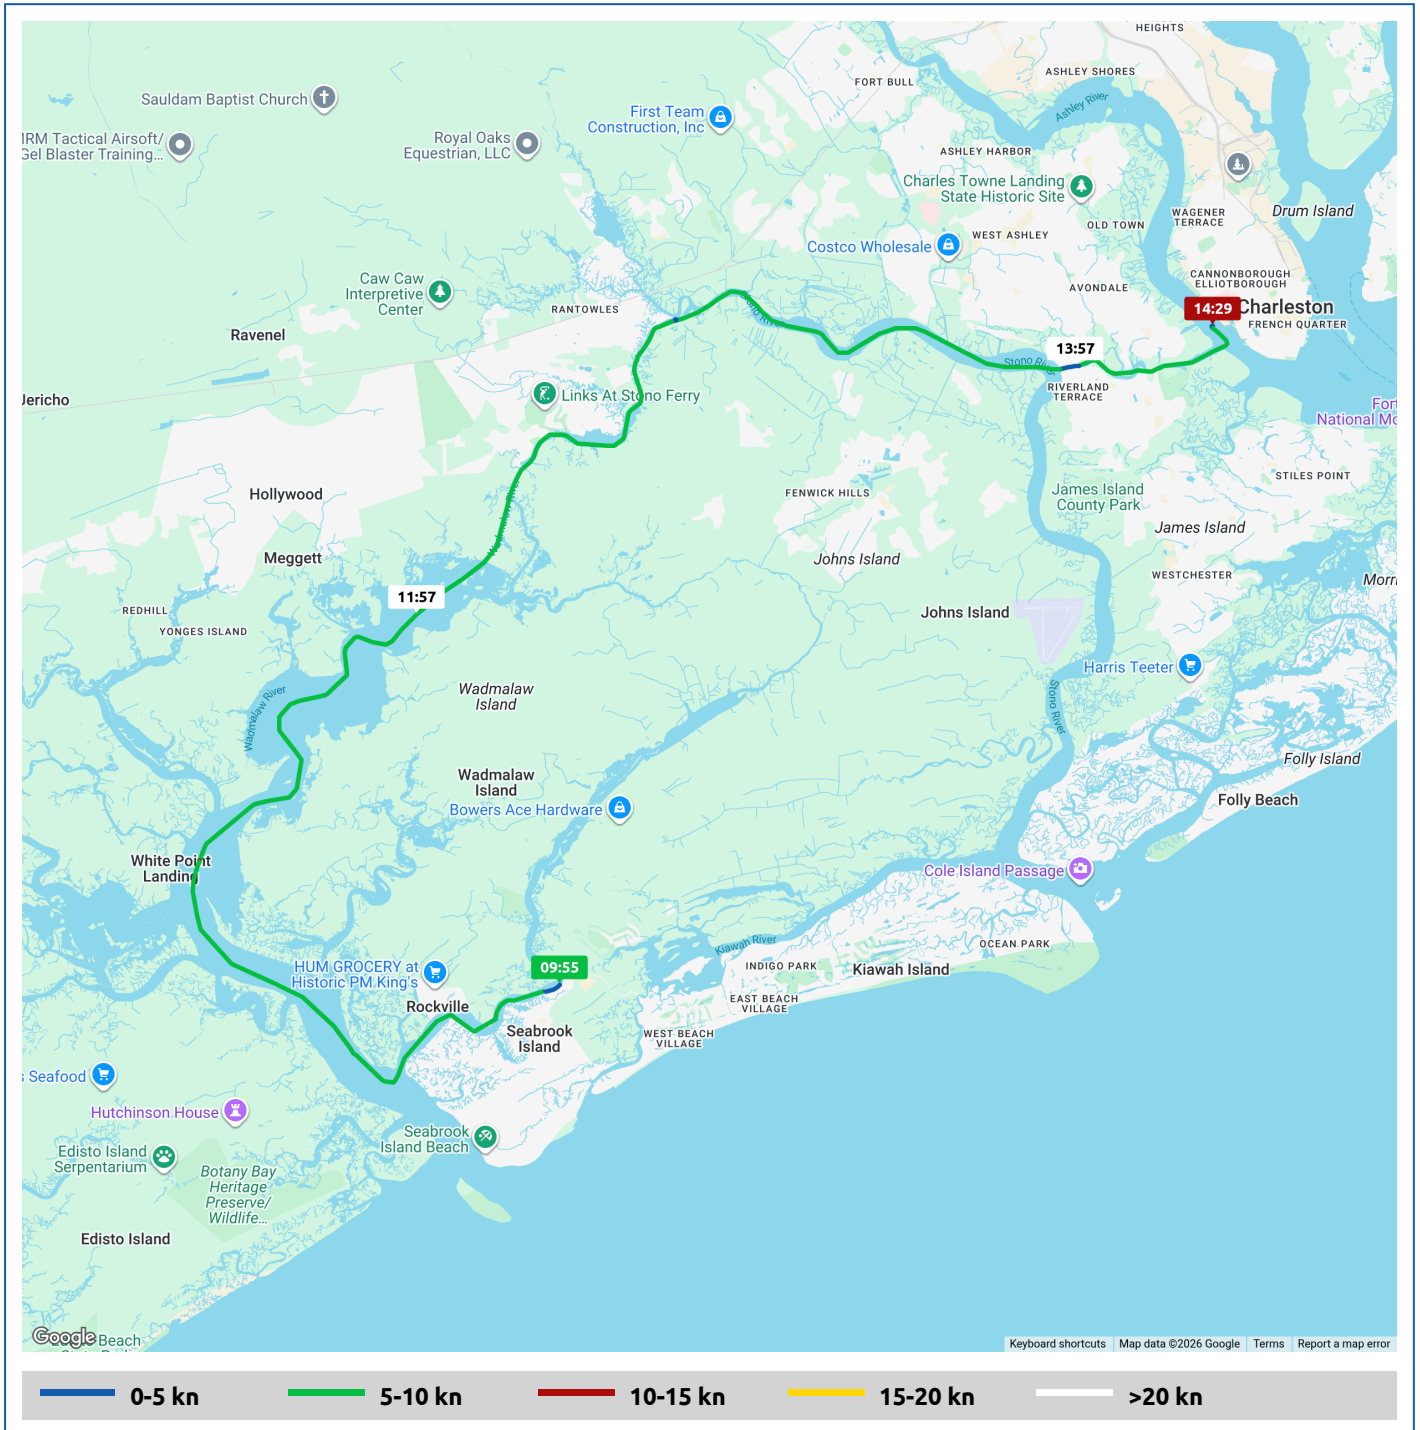 HEIGHTS
FORT BULL
ASHLEY SHORES
Sauldam Baptist Church
Ashley River
First Team
Construction, Inc
IRM Tactical Airsoft/
Gel Blaster Training...
Royal Oaks
Equestrian, LLC
ASHLEY HARBOR
Charles Towne Landing
State Historic Site
WAGENER
TERRACE
Drum Island
OLD TOWN
WEST ASHLEY
Costco Wholesale
Caw Caw
Interpretive
Center
CANNONBOROUGH
ELLIOTBOROUGH
AVONDALE
RANTOWLES
Stono River
14:29
Charleston
FRENCH QUARTER
Ravenel
13:57
Stono Ri
RIVERLAND
TERRACE
Links At Stono Ferry
Jericho
Fort
National Mo
STILES POINT
Hollywood
FENWICK HILLS
James Island
County Park
Wadmalaw River
James Island
Meggett
Johns Island
WESTCHESTER
Morri
11:57
REDHILL
YONGES ISLAND
Johns Island
Harris Teeter
Wadmalaw River
Wadmalaw
Island
Stono River
Folly Island
Wadmalaw
Island
Bowers Ace Hardware
Folly Beach
White Point
Landing
Cole Island Passage
Kiawah River
OCEAN PARK
HUM GROCERY at
Historic PM King's
09:55
INDIGO PARK
Kiawah Island
Rockville
EAST BEACH
VILLAGE
Seabrook
Island
WEST BEACH
VILLAGE
s Seafood
Hutchinson House
Seabrook
Island Beach
Edisto Island
Serpentarium
Botany Bay
Heritage
Preserve/
Wildlife...
Edisto Island
Google
Beach
Keyboard shortcuts
Map data ©2026 Google
Terms
Report a map error
0-5 kn
5-10 kn
10-15 kn
15-20 kn
>20 kn